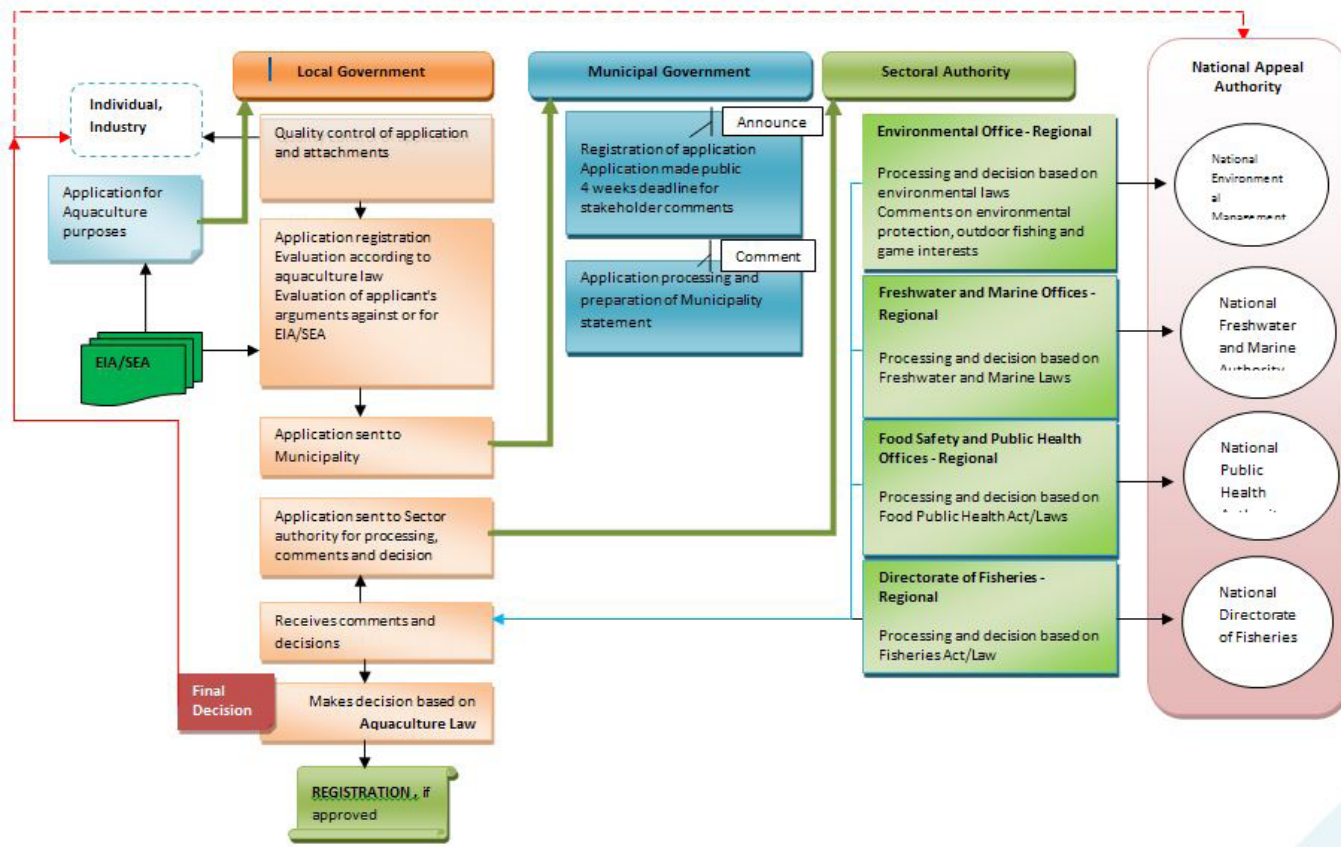 Local Government
Municipal Government
Sectoral Authority
National Appeal
Authority
Individual,
Industry
Quality control of application
and attachments
Announce
Registration of application
Application made public
4 weeks deadline for
stakeholder comments
Environmental Office - Regional
Processing and decision based on
environmental laws
Comments on environmental
protection, outdoor fishing and
game interests
National
Environment
al
Management
Application for
Aquaculture
purposes
Application registration
Evaluation according to
aquaculture law
Evaluation of applicant's
arguments against or for
EIA/SEA
Comment
Application processing and
preparation of Municipality
statement
Freshwater and Marine Offices -
Regional
Processing and decision based on
Freshwater and Marine Laws
National
Freshwater
and Marine
Authority
EIA/SEA
Application sent to
Municipality
Food Safety and Public Health
Offices - Regional
Processing and decision based on
Food Public Health Act/Laws
National
Public
Health
Application sent to Sector
authority for processing,
comments and decision
Receives comments and
decisions
Directorate of Fisheries -
Regional
Processing and decision based on
Fisheries Act/Law
National
Directorate
of Fisheries
Final
Decision
Makes decision based on
Aquaculture Law
REGISTRATION , if
approved